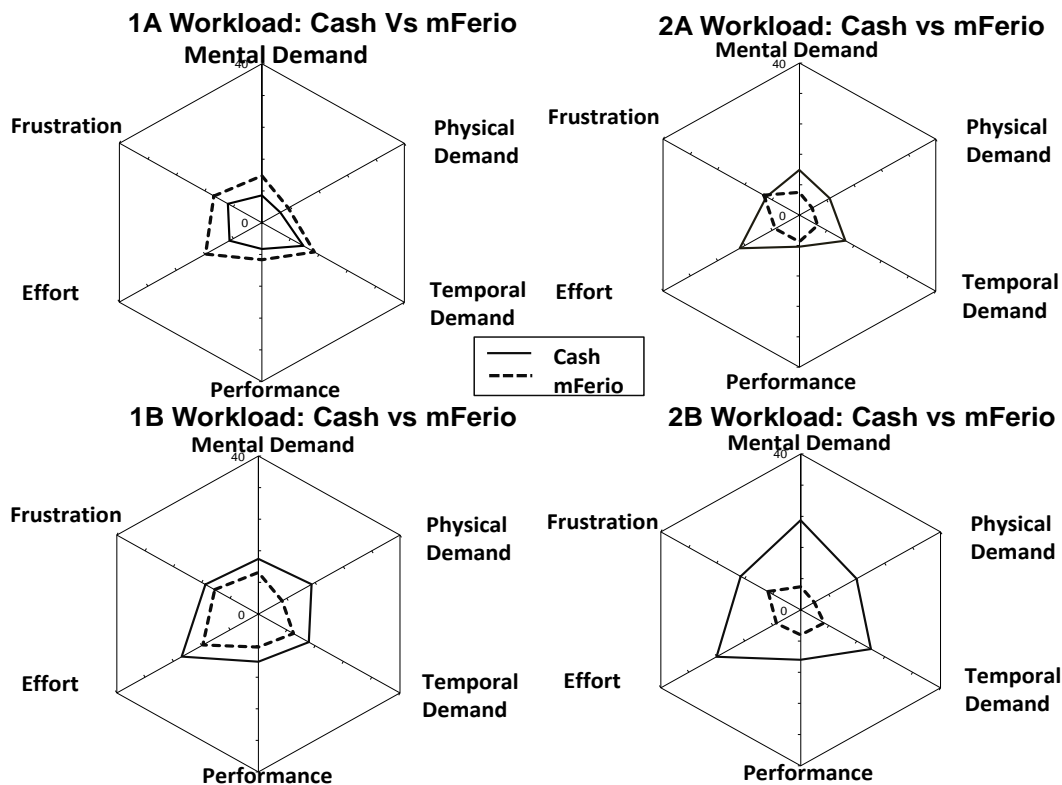 1A Workload: Cash Vs mFerio
Mental Demand
40
Frustration
Physical
Demand
0
Effort
Temporal
Demand
Performance
2A Workload: Cash vs mFerio
Mental Demand
40
Frustration
Physical
Demand
0
Effort
Temporal
Demand
Performance
Cash
mFerio
1B Workload: Cash vs mFerio
Mental Demand
40
Frustration
Physical
Demand
0
Effort
Temporal
Demand
Performance
2B Workload: Cash vs mFerio
Mental Demand
40
Frustration
Physical
Demand
0
Effort
Temporal
Demand
Performance